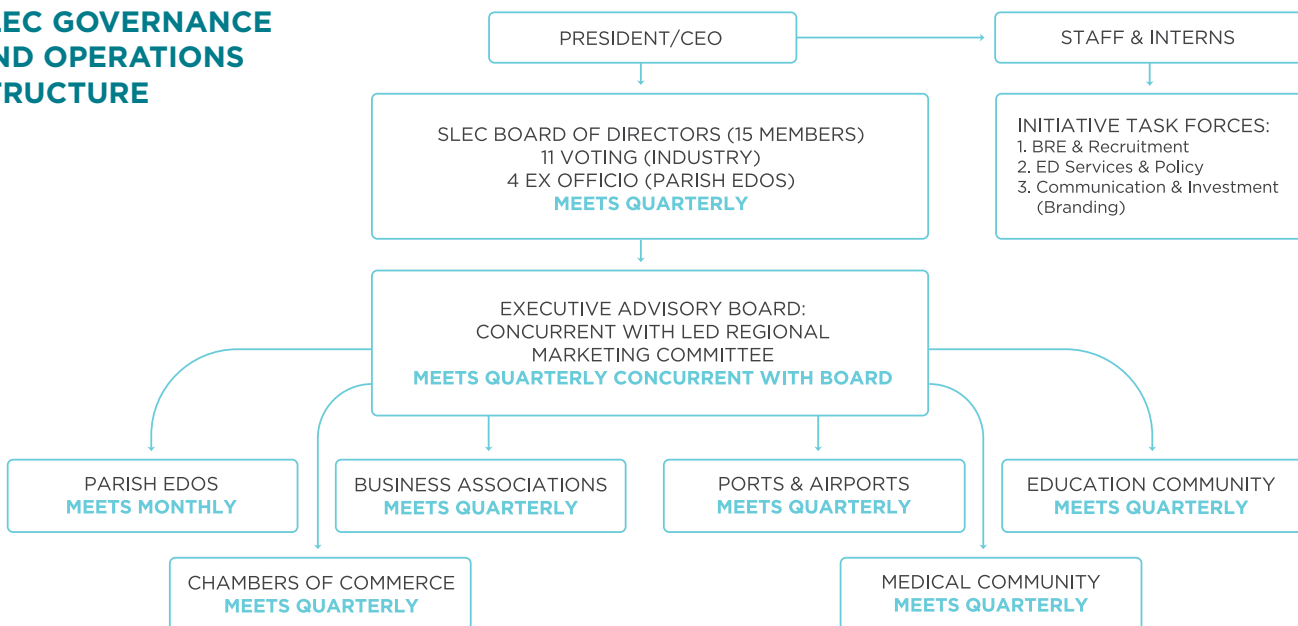 LEC GOVERNANCE
ND OPERATIONS
TRUCTURE
PRESIDENT/CEO
STAFF & INTERNS
SLEC BOARD OF DIRECTORS (15 MEMBERS)
11 VOTING (INDUSTRY)
4 EX OFFICIO (PARISH EDOS)
MEETS QUARTERLY
INITIATIVE TASK FORCES:
1. BRE & Recruitment
2. ED Services & Policy
3. Communication & Investment
(Branding)
EXECUTIVE ADVISORY BOARD:
CONCURRENT WITH LED REGIONAL
MARKETING COMMITTEE
MEETS QUARTERLY CONCURRENT WITH BOARD
PARISH EDOS
MEETS MONTHLY
BUSINESS ASSOCIATIONS
MEETS QUARTERLY
PORTS & AIRPORTS
MEETS QUARTERLY
EDUCATION COMMUNITY
MEETS QUARTERLY
CHAMBERS OF COMMERCE
MEETS QUARTERLY
MEDICAL COMMUNITY
MEETS QUARTERLY